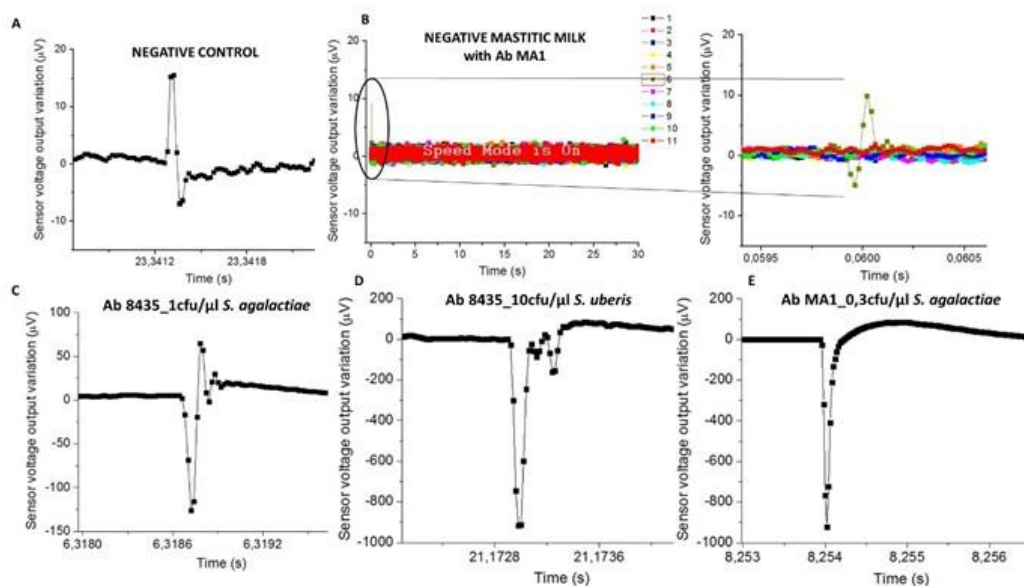 A
NEGATIVE CONTROL
Sensor voltage output variation (µV)
20
10
0
-10
23,3412
23,3418
Time (s)
B
NEGATIVE MASTITIC MILK
with Ab MA1
Sensor voltage output variation (µV)
20
10
0
-10
Speed Mode is On
0
5
10
15
20
25
30
Time (s)
1
2
3
4
5
6
7
8
9
10
11
Sensor voltage output variation (µV)
20
10
0
-10
0,0595
0,0600
0,0605
Time (s)
C
Ab 8435_1cfu/µl S. agalactiae
Sensor voltage output variation (µV)
100
50
0
-50
-100
-150
6,3180
6,3186
6,3192
Time (s)
D
Ab 8435_10cfu/µl S. uberis
Sensor voltage output variation (µV)
200
0
-200
-400
-600
-800
-1000
21,1728
21,1736
Time (s)
E
Ab MA1_0,3cfu/µl S. agalactiae
Sensor voltage output variation (µV)
200
0
-200
-400
-600
-800
-1000
8,253
8,254
8,255
8,256
Time (s)